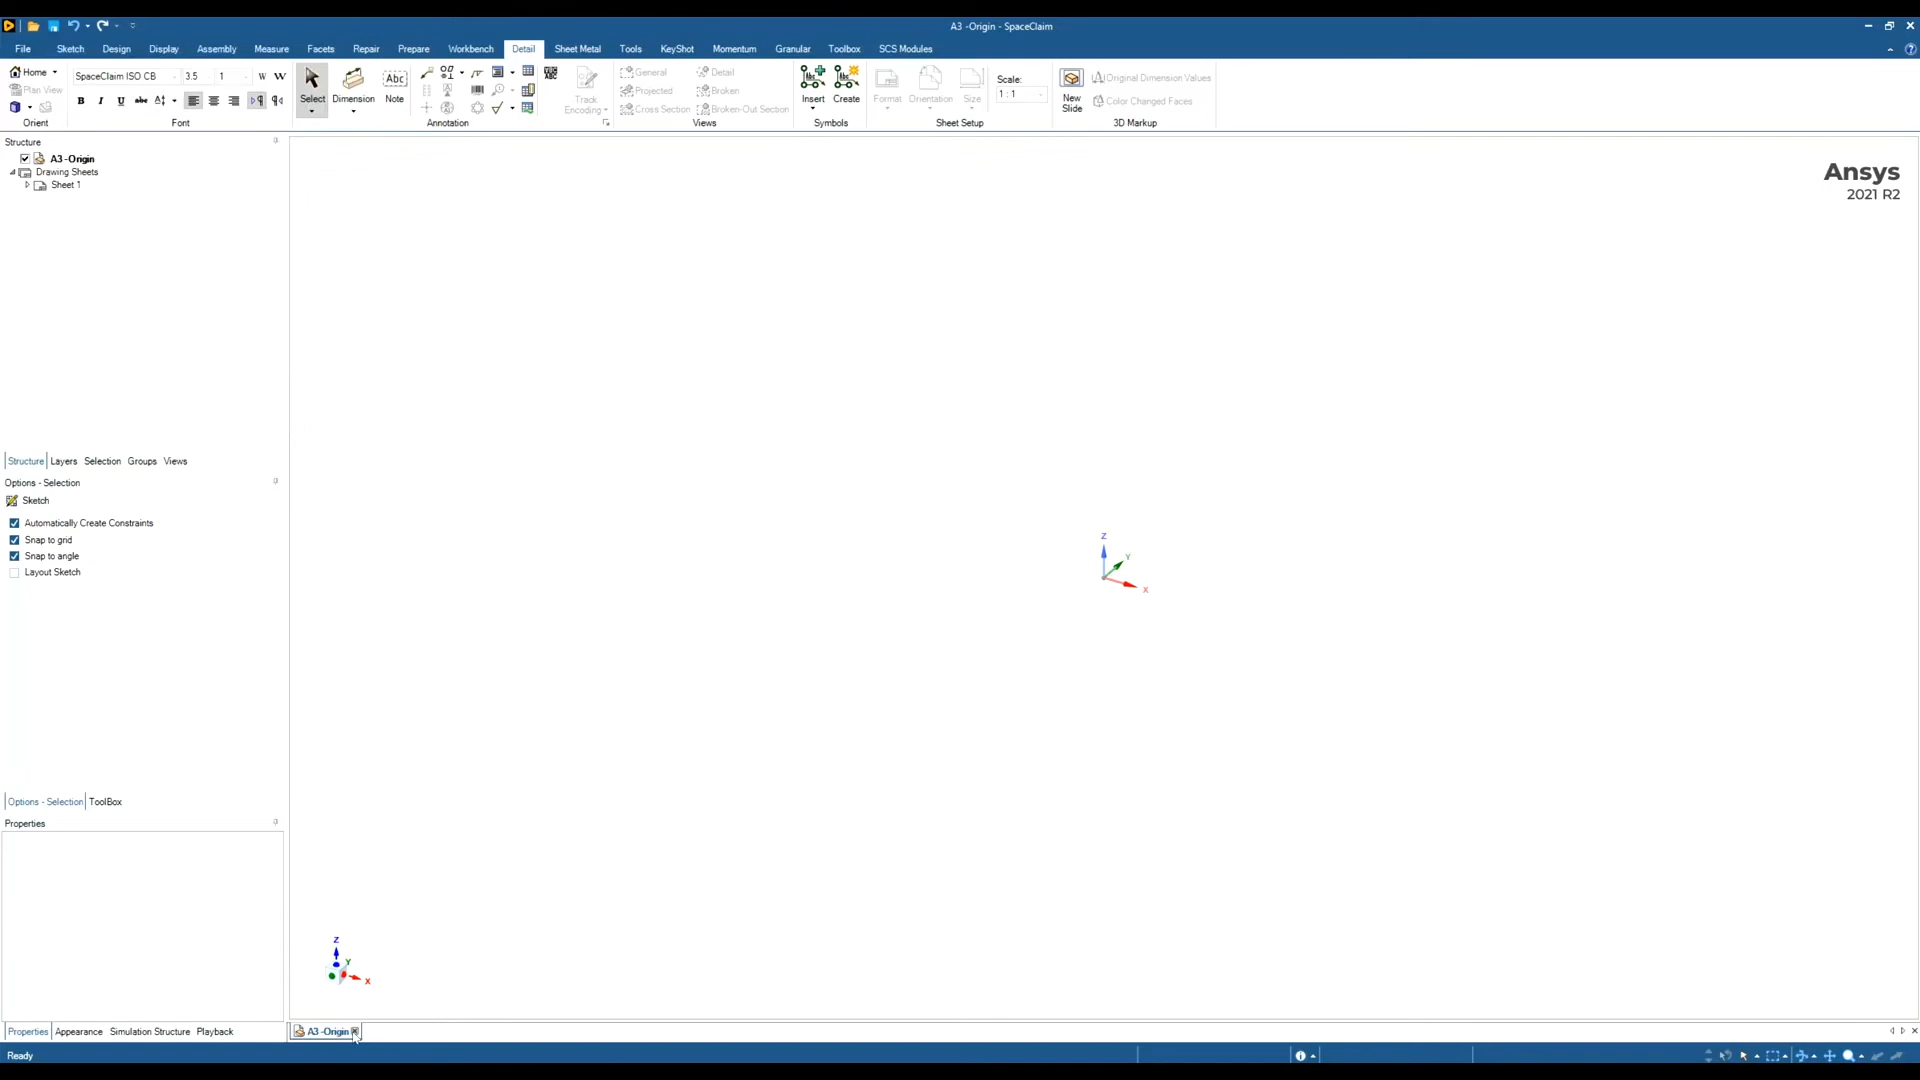 A3 -Origin - SpaceClaim
File Sketch Design Display Assembly Measure Facets Repair Prepare Workbench Detail Sheet Metal Tools KeyShot Momentum Granular Toolbox SCS Modules
Home
Plan View
Orient
SpaceClaim ISO CB 3.5 1 W W
B I U abc A
Font
Select
Dimension
Abc
Note
Annotation
Track
Encoding
General Detail
Projected Broken
Cross Section Broken-Out Section
Views
Insert Create
Symbols
Format Orientation Size
Scale:
1 : 1
Sheet Setup
New
Slide
Original Dimension Values
Color Changed Faces
3D Markup
Structure
A3 -Origin
Drawing Sheets
Sheet 1
Structure Layers Selection Groups Views
Options - Selection
Sketch
Automatically Create Constraints
Snap to grid
Snap to angle
Layout Sketch
Options - Selection ToolBox
Properties
Properties Appearance Simulation Structure Playback
Ansys
2021 R2
Z
Y
X
Z
Y
X
A3 -Origin
Ready